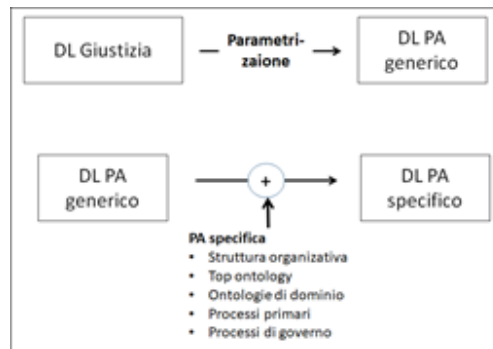 DL Giustizia
Parametri-
zaione
DL PA
generico
DL PA
generico
+
DL PA
specifico
PA specifica
• Struttura organizzativa
• Top ontology
• Ontologie di dominio
• Processi primari
• Processi di governo